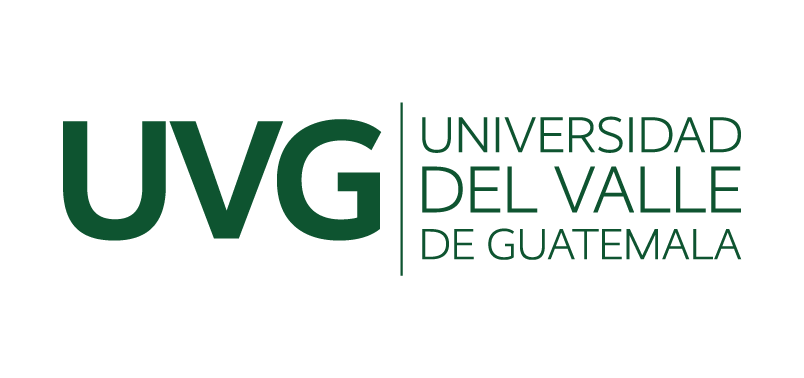 UVG
UNIVERSIDAD
DEL VALLE
DE GUATEMALA